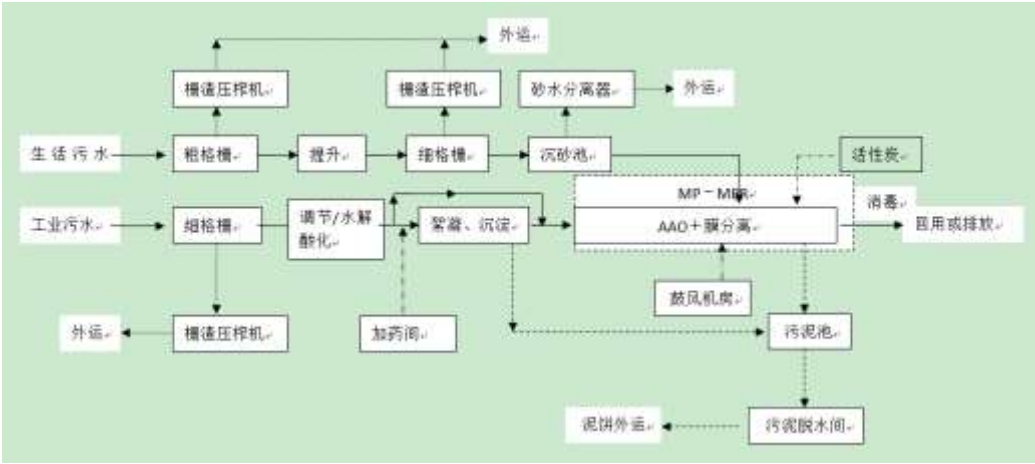 外运
栅渣压榨机
栅渣压榨机
砂水分离器
外运
生活污水
粗格栅
提升
细格栅
沉砂池
活性炭
MP-MBR
消毒
工业污水
细格栅
调节/水解
酸化
絮凝、沉淀
AAO+膜分离
回用或排放
鼓风机房
外运
栅渣压榨机
加药间
污泥池
泥饼外运
污泥脱水间